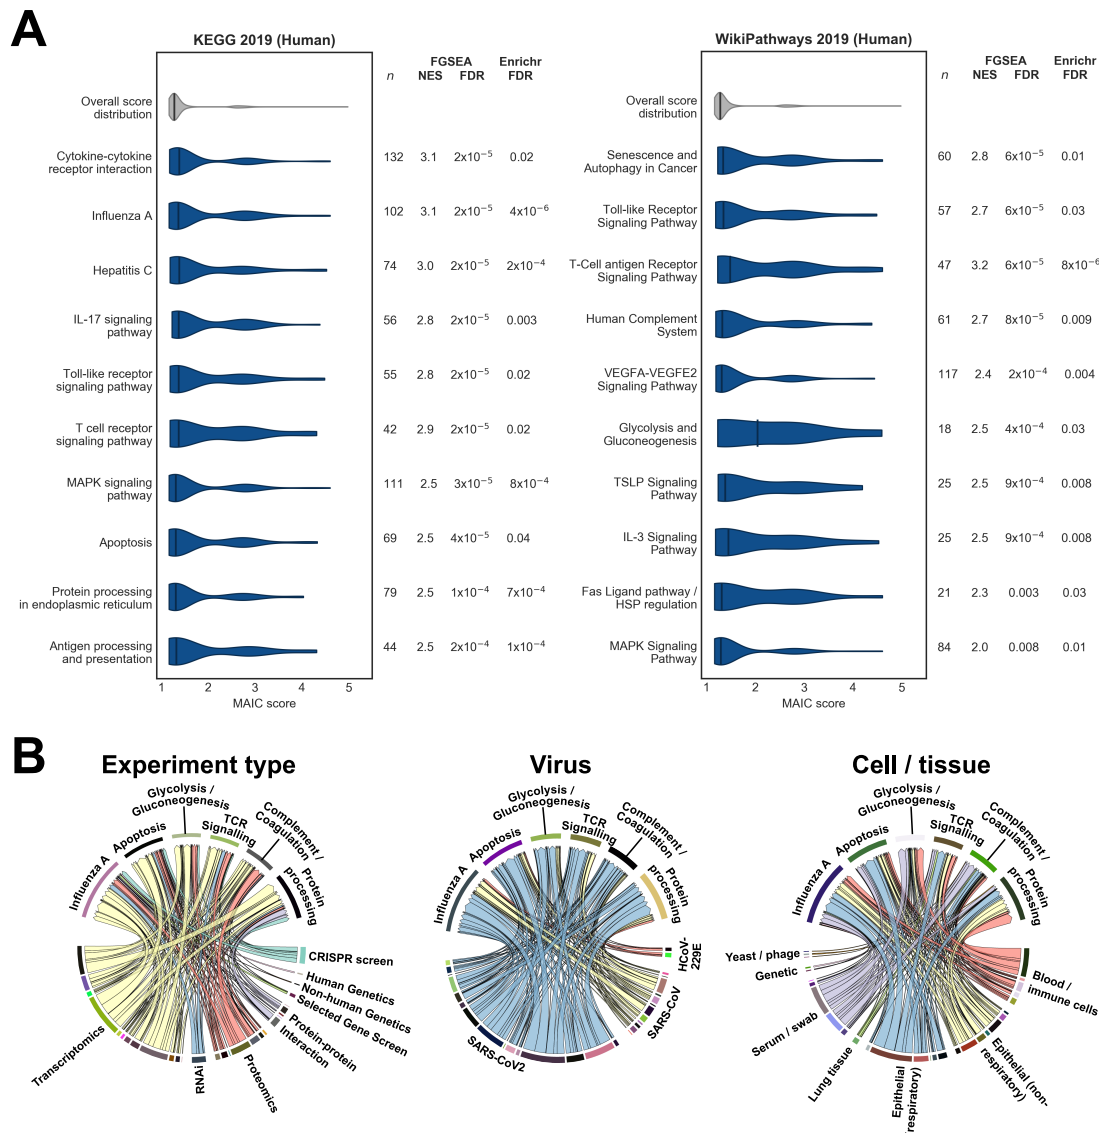 A
KEGG 2019 (Human)
FGSEA Enrichr
n NES FDR FDR
Overall score
distribution
Cytokine-cytokine
receptor interaction
132 3.1 2x10⁻⁵ 0.02
Influenza A
102 3.1 2x10⁻⁵ 4x10⁻⁶
Hepatitis C
74 3.0 2x10⁻⁵ 2x10⁻⁴
IL-17 signaling
pathway
56 2.8 2x10⁻⁵ 0.003
Toll-like receptor
signaling pathway
55 2.8 2x10⁻⁵ 0.02
T cell receptor
signaling pathway
42 2.9 2x10⁻⁵ 0.02
MAPK signaling
pathway
111 2.5 3x10⁻⁵ 8x10⁻⁴
Apoptosis
69 2.5 4x10⁻⁵ 0.04
Protein processing
in endoplasmic reticulum
79 2.5 1x10⁻⁴ 7x10⁻⁴
Antigen processing
and presentation
44 2.5 2x10⁻⁴ 1x10⁻⁴
1 2 3 4 5
MAIC score
WikiPathways 2019 (Human)
FGSEA Enrichr
n NES FDR FDR
Overall score
distribution
Senescence and
Autophagy in Cancer
60 2.8 6x10⁻⁵ 0.01
Toll-like Receptor
Signaling Pathway
57 2.7 6x10⁻⁵ 0.03
T-Cell antigen Receptor
Signaling Pathway
47 3.2 6x10⁻⁵ 8x10⁻⁶
Human Complement
System
61 2.7 8x10⁻⁵ 0.009
VEGFA-VEGFE2
Signaling Pathway
117 2.4 2x10⁻⁴ 0.004
Glycolysis and
Gluconeogenesis
18 2.5 4x10⁻⁴ 0.03
TSLP Signaling
Pathway
25 2.5 9x10⁻⁴ 0.008
IL-3 Signaling
Pathway
25 2.5 9x10⁻⁴ 0.008
Fas Ligand pathway /
HSP regulation
21 2.3 0.003 0.03
MAPK Signaling
Pathway
84 2.0 0.008 0.01
1 2 3 4 5
MAIC score
B
Experiment type
Influenza A
Apoptosis
Glycolysis /
Gluconeogenesis
TCR
Signalling
Complement /
Coagulation
Protein
processing
CRISPR screen
Human Genetics
Non-human Genetics
Selected Gene Screen
Protein-protein
Interaction
Proteomics
RNAi
Transcriptomics
Virus
Influenza A
Apoptosis
Glycolysis /
Gluconeogenesis
TCR
Signalling
Complement /
Coagulation
Protein
processing
HCoV-
229E
SARS-CoV
SARS-CoV2
Cell / tissue
Influenza A
Apoptosis
Glycolysis /
Gluconeogenesis
TCR
Signalling
Complement /
Coagulation
Protein
processing
Blood /
immune cells
Epithelial (non-
respiratory)
Epithelial
(respiratory)
Lung tissue
Serum / swab
Genetic
Yeast / phage